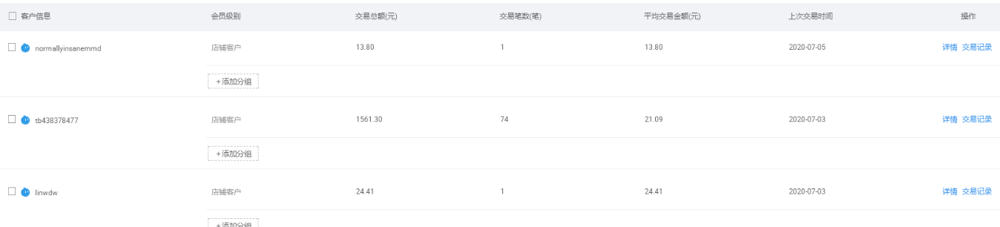 客户信息 会员级别 交易总额(元) 交易笔数(笔) 平均交易金额(元) 上次交易时间 操作
normallyinsanemmd 店铺客户 13.80 1 13.80 2020-07-05 详情 交易记录
+添加分组
tb438378477 店铺客户 1561.30 74 21.09 2020-07-03 详情 交易记录
+添加分组
linwdw 店铺客户 24.41 1 24.41 2020-07-03 详情 交易记录
+添加分组